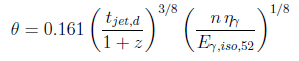 θ = 0.161 ( t_{jet,d} / (1 + z) )^{3/8} ( n η_γ / E_{γ,iso,52} )^{1/8}